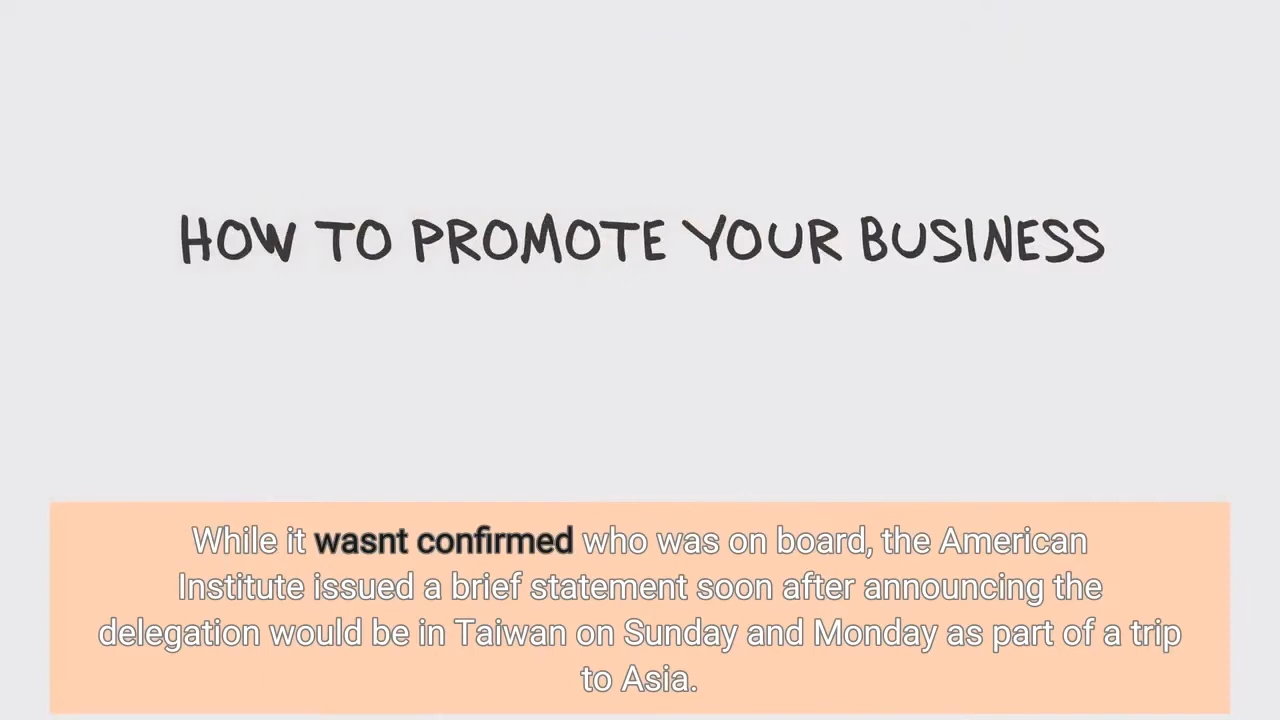 HOW TO PROMOTE YOUR BUSINESS
While it wasnt confirmed who was on board, the American
Institute issued a brief statement soon after announcing the
delegation would be in Taiwan on Sunday and Monday as part of a trip
to Asia.